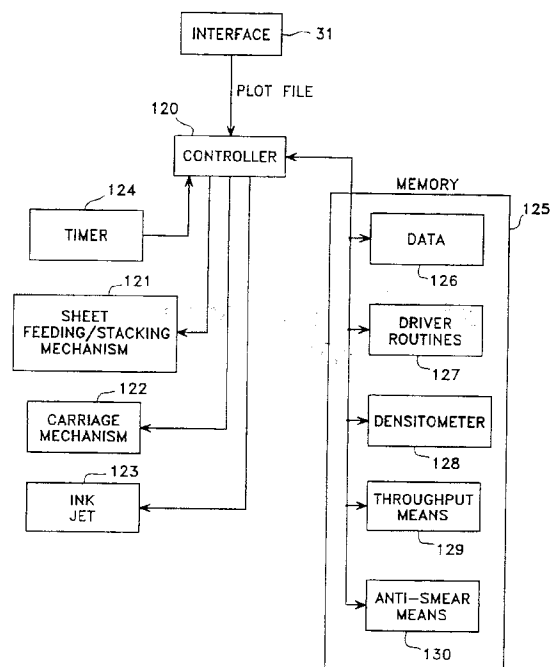 INTERFACE
31
PLOT FILE
120
CONTROLLER
MEMORY
124
TIMER
125
DATA
126
121
SHEET
FEEDING/STACKING
MECHANISM
DRIVER
ROUTINES
127
122
CARRIAGE
MECHANISM
DENSITOMETER
128
123
INK
JET
THROUGHPUT
MEANS
129
ANTI-SMEAR
MEANS
130